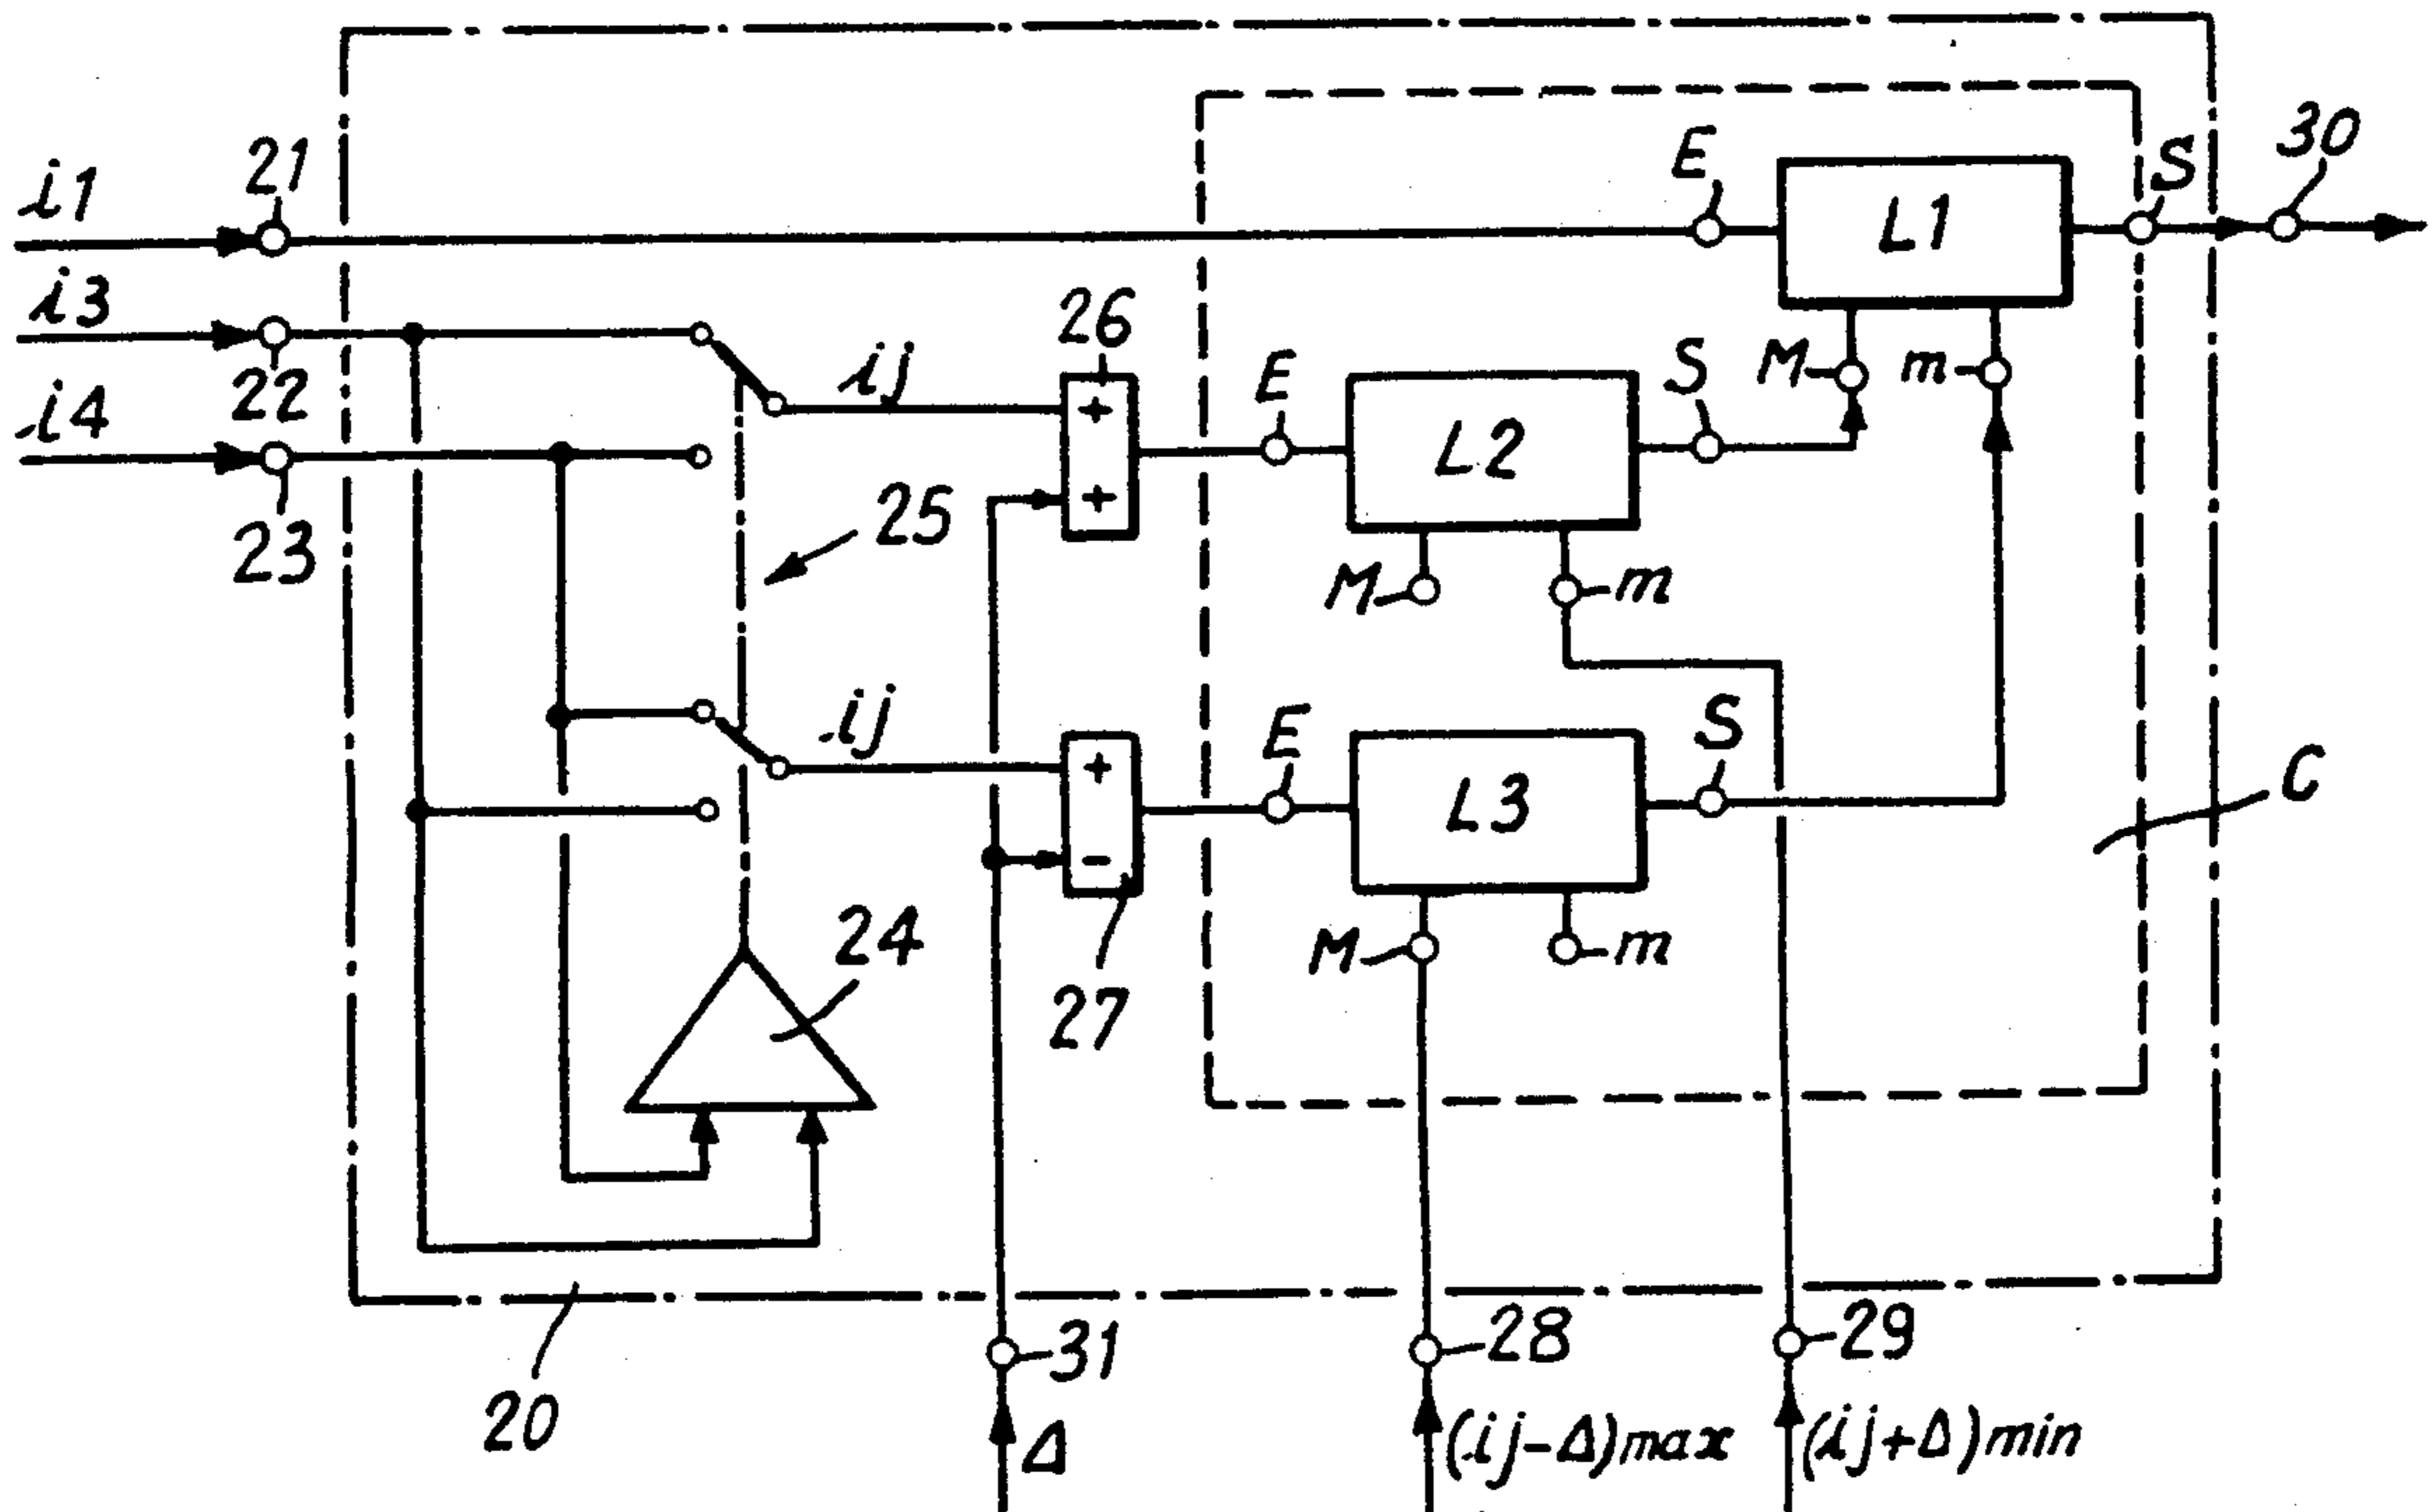 30
21
E
S
i1
L1
i3
26
22
ij
E
S
M
m
i4
L2
23
25
M
m
ij
E
S
C
L3
24
M
m
27
+
+
+
-
20
31
28
29
Δ
(ij-Δ)max
(ij+Δ)min